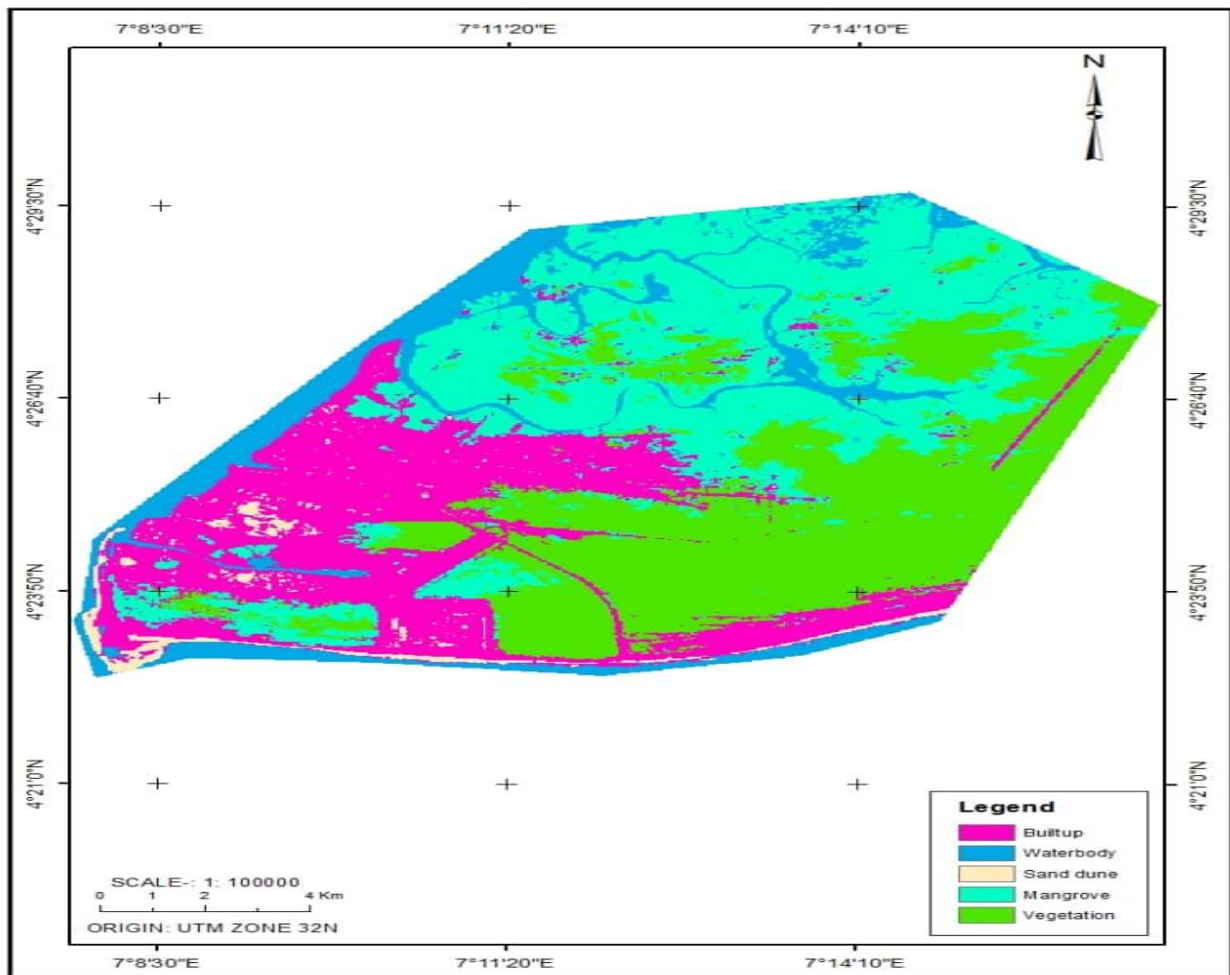 7°8'30"E 7°11'20"E 7°14'10"E
N
4°29'30"N 4°29'30"N
4°26'40"N 4°26'40"N
4°23'50"N 4°23'50"N
4°21'0"N 4°21'0"N
Legend
Builtup
Waterbody
Sand dune
Mangrove
Vegetation
SCALE-: 1: 100000
0 1 2 4 Km
ORIGIN: UTM ZONE 32N
7°8'30"E 7°11'20"E 7°14'10"E